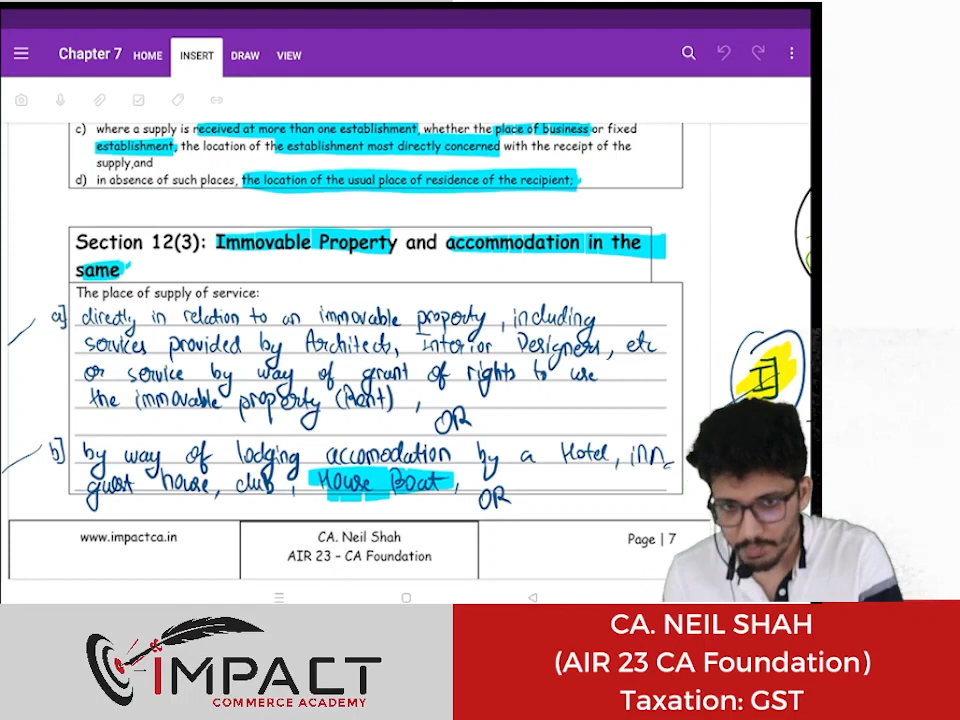 Chapter 7 HOME INSERT DRAW VIEW
c) where a supply is received at more than one establishment, whether the place of business or fixed
establishment, the location of the establishment most directly concerned with the receipt of the
supply,and
d) in absence of such places, the location of the usual place of residence of the recipient;
Section 12(3): Immovable Property and accommodation in the
same
The place of supply of service:
a] directly in relation to an immovable property, including
services provided by Architects, Interior Designers, etc
or service by way of grant of rights to use
the immovable property (Rent),
OR
b] by way of lodging accomodation by a Hotel, inn,
guest house, club, House Boat,
OR
www.impactca.in
CA. Neil Shah
AIR 23 – CA Foundation
Page | 7
IMPACT
COMMERCE ACADEMY
CA. NEIL SHAH
(AIR 23 CA Foundation)
Taxation: GST